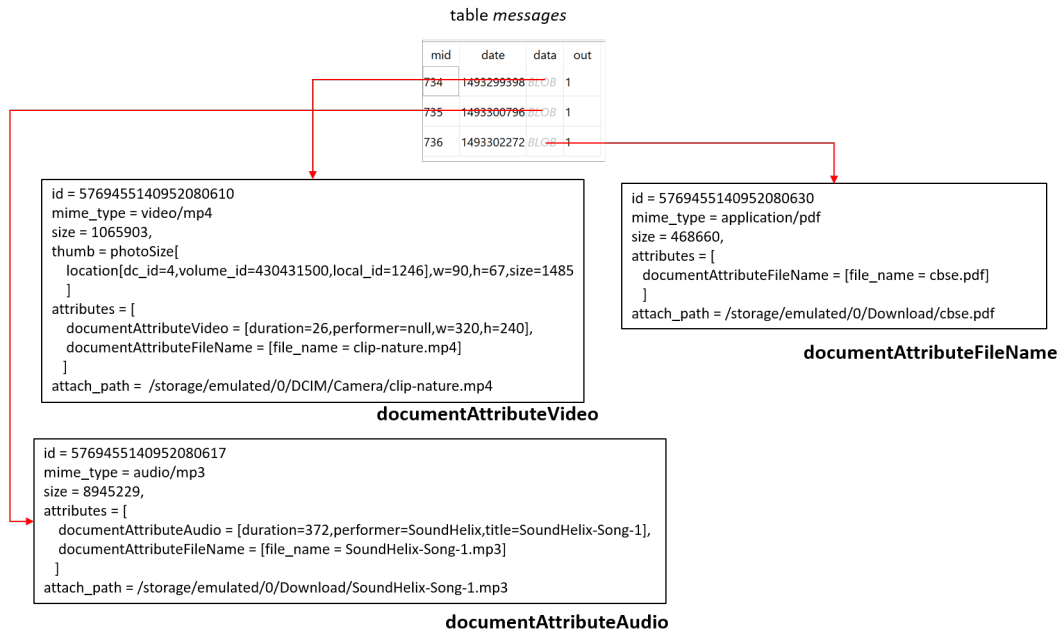 table messages
mid date data out
734 1493299398 BLOB 1
735 1493300796 BLOB 1
736 1493302272 BLOB 1
id = 5769455140952080610
mime_type = video/mp4
size = 1065903,
thumb = photoSize[
location[dc_id=4,volume_id=430431500,local_id=1246],w=90,h=67,size=1485
]
attributes = [
documentAttributeVideo = [duration=26,performer=null,w=320,h=240],
documentAttributeFileName = [file_name = clip-nature.mp4]
]
attach_path =  /storage/emulated/0/DCIM/Camera/clip-nature.mp4
documentAttributeVideo
id = 5769455140952080630
mime_type = application/pdf
size = 468660,
attributes = [
documentAttributeFileName = [file_name = cbse.pdf]
]
attach_path = /storage/emulated/0/Download/cbse.pdf
documentAttributeFileName
id = 5769455140952080617
mime_type = audio/mp3
size = 8945229,
attributes = [
documentAttributeAudio = [duration=372,performer=SoundHelix,title=SoundHelix-Song-1],
documentAttributeFileName = [file_name = SoundHelix-Song-1.mp3]
]
attach_path = /storage/emulated/0/Download/SoundHelix-Song-1.mp3
documentAttributeAudio